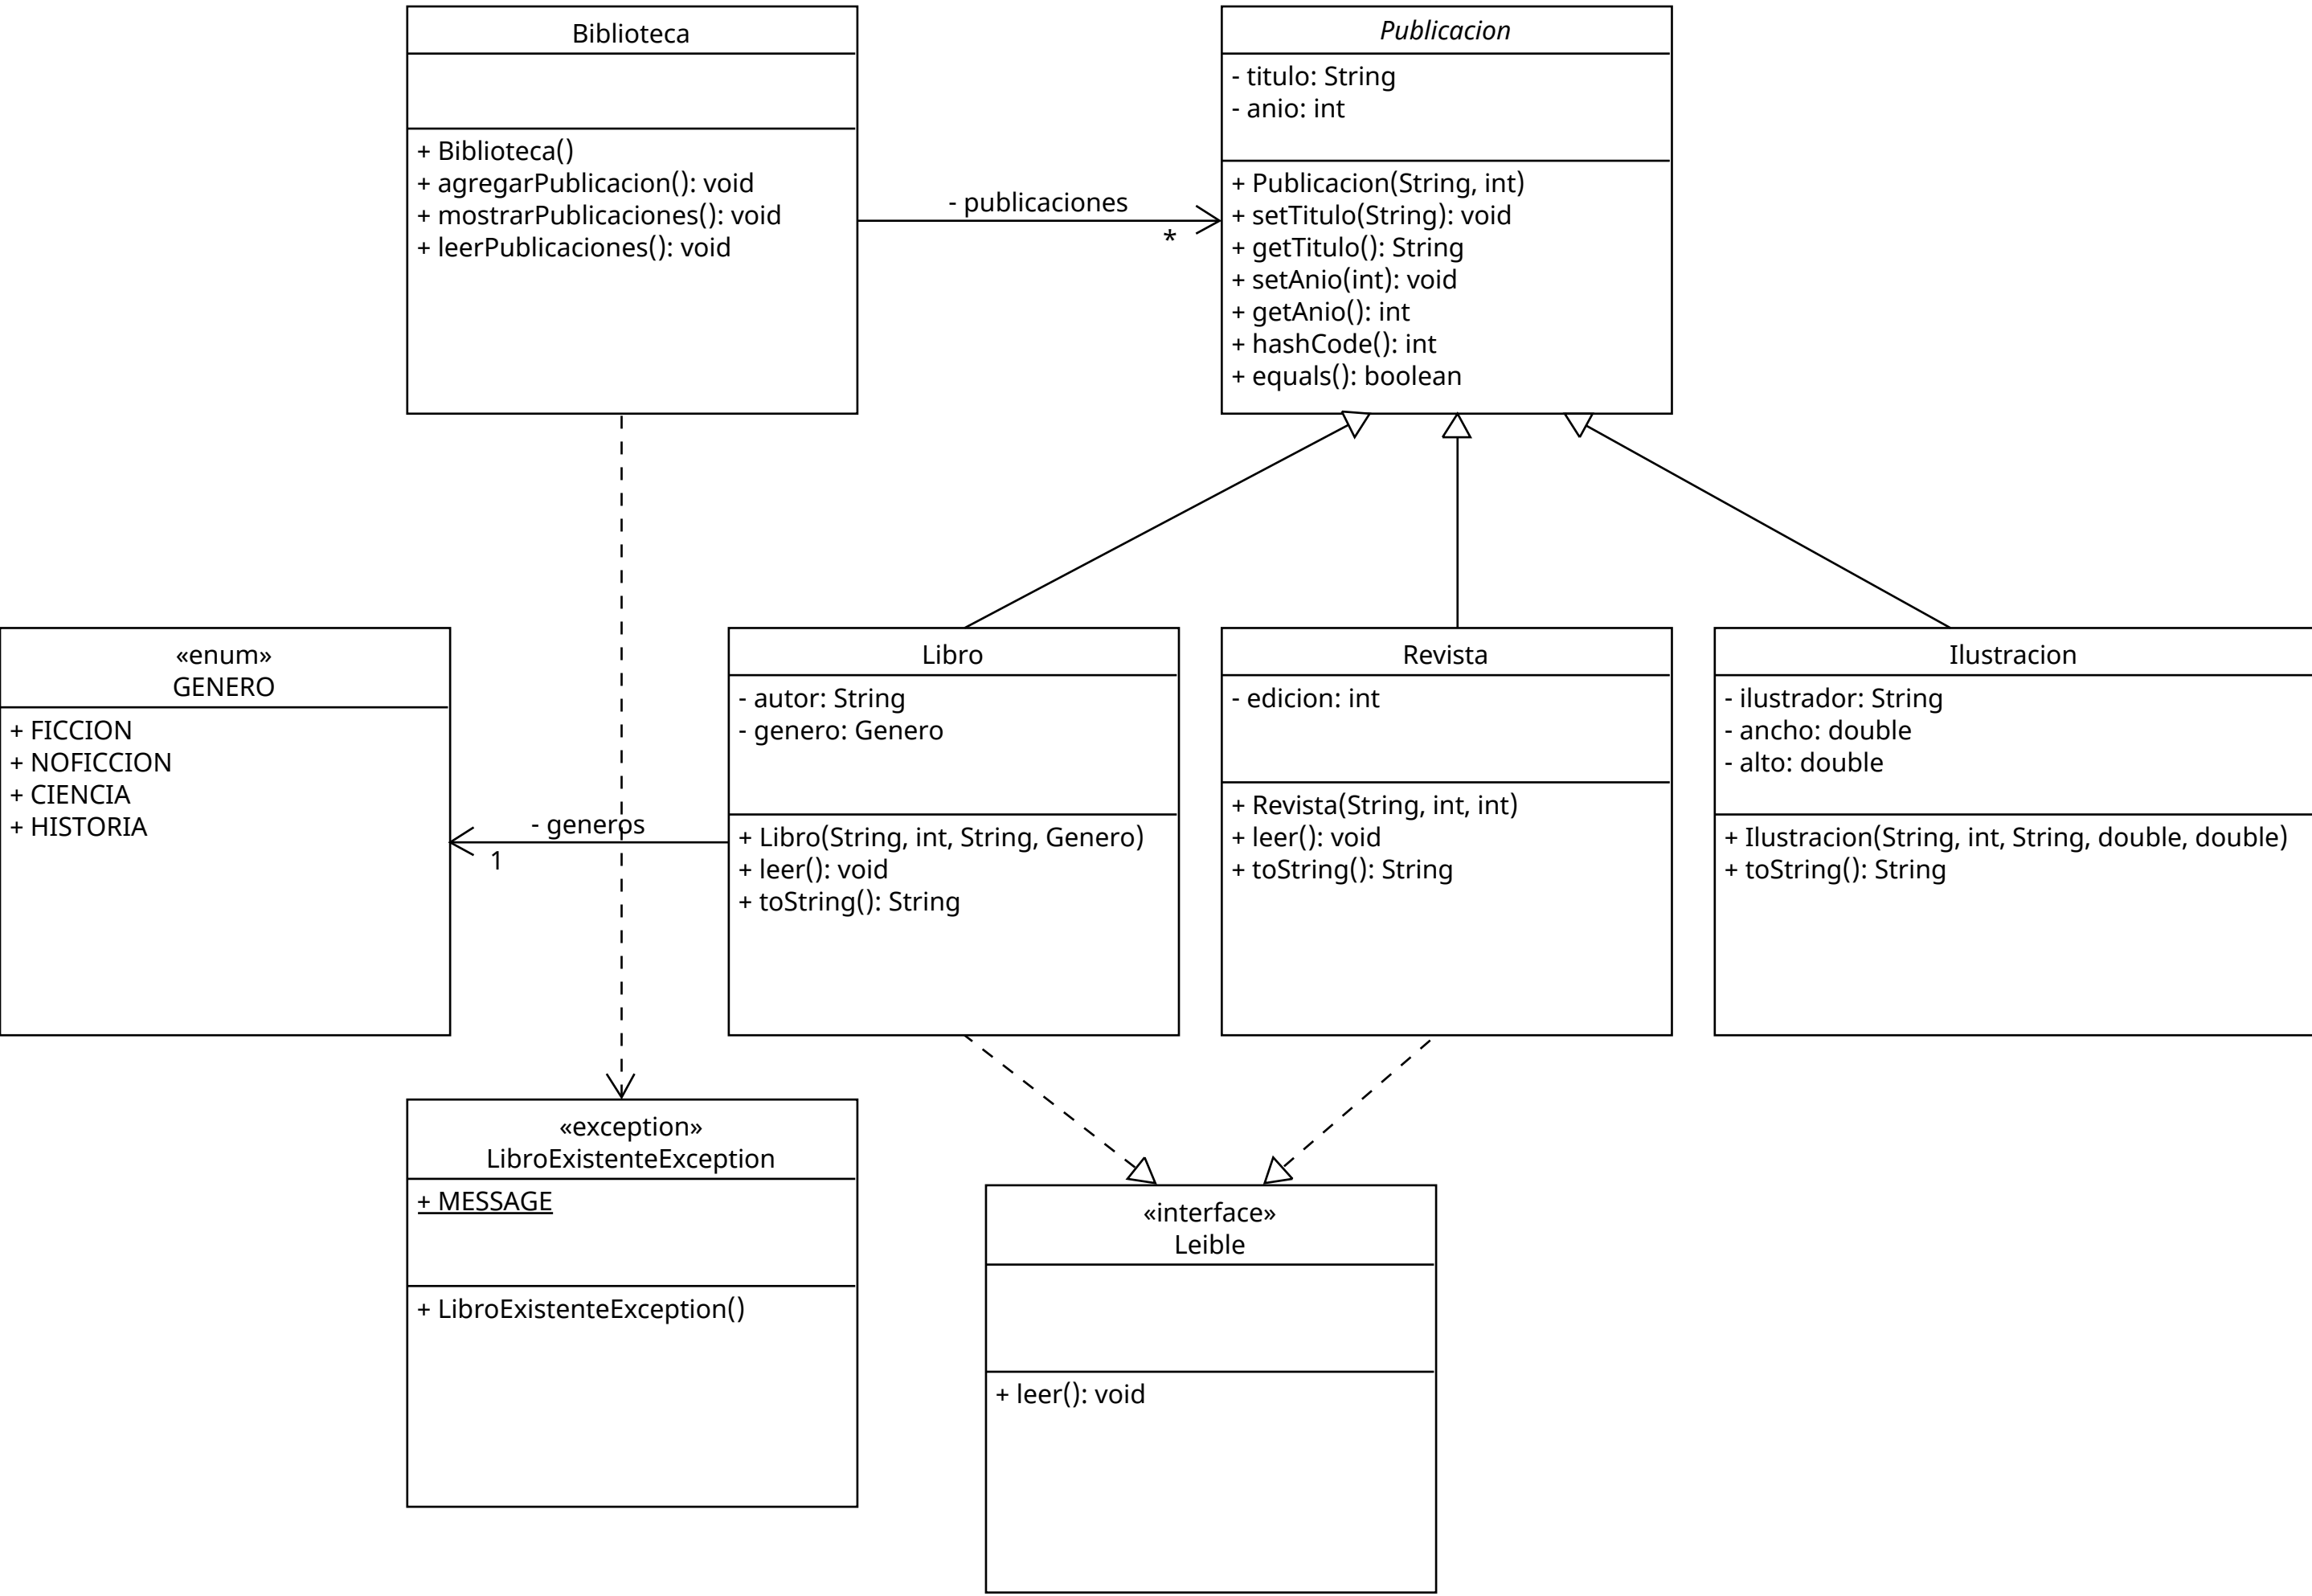 Biblioteca
+ Biblioteca()
+ agregarPublicacion(): void
+ mostrarPublicaciones(): void
+ leerPublicaciones(): void
- publicaciones
*
Publicacion
- titulo: String
- anio: int
+ Publicacion(String, int)
+ setTitulo(String): void
+ getTitulo(): String
+ setAnio(int): void
+ getAnio(): int
+ hashCode(): int
+ equals(): boolean
«enum»
GENERO
+ FICCION
+ NOFICCION
+ CIENCIA
+ HISTORIA
- generos
1
Libro
- autor: String
- genero: Genero
+ Libro(String, int, String, Genero)
+ leer(): void
+ toString(): String
Revista
- edicion: int
+ Revista(String, int, int)
+ leer(): void
+ toString(): String
Ilustracion
- ilustrador: String
- ancho: double
- alto: double
+ Ilustracion(String, int, String, double, double)
+ toString(): String
«exception»
LibroExistenteException
+ MESSAGE
+ LibroExistenteException()
«interface»
Leible
+ leer(): void